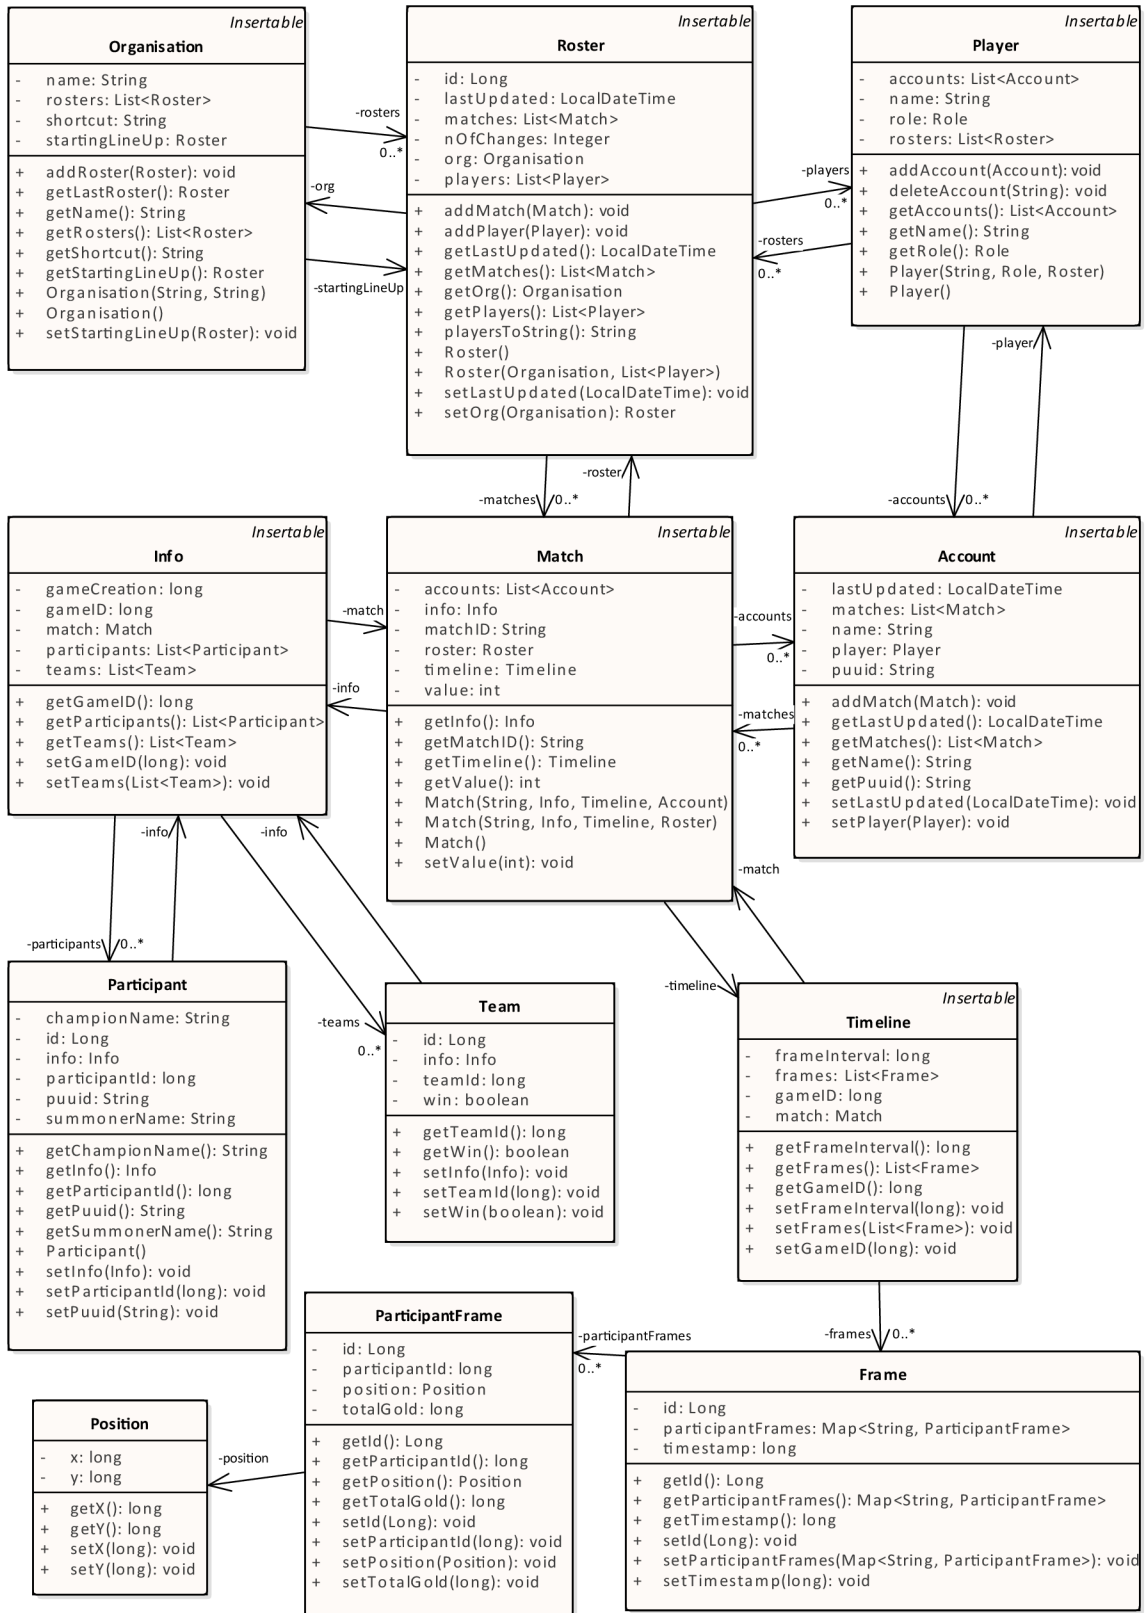 Insertable
Organisation
- name: String
- rosters: List<Roster>
- shortcut: String
- startingLineUp: Roster
+ addRoster(Roster): void
+ getLastRoster(): Roster
+ getName(): String
+ getRosters(): List<Roster>
+ getShortcut(): String
+ getStartingLineUp(): Roster
+ Organisation(String, String)
+ Organisation()
+ setStartingLineUp(Roster): void
-rosters
0..*
-org
-startingLineUp
Insertable
Roster
- id: Long
- lastUpdated: LocalDateTime
- matches: List<Match>
- nOfChanges: Integer
- org: Organisation
- players: List<Player>
+ addMatch(Match): void
+ addPlayer(Player): void
+ getLastUpdated(): LocalDateTime
+ getMatches(): List<Match>
+ getOrg(): Organisation
+ getPlayers(): List<Player>
+ playersToString(): String
+ Roster()
+ Roster(Organisation, List<Player>)
+ setLastUpdated(LocalDateTime): void
+ setOrg(Organisation): Roster
-players
0..*
-rosters
0..*
Insertable
Player
- accounts: List<Account>
- name: String
- role: Role
- rosters: List<Roster>
+ addAccount(Account): void
+ deleteAccount(String): void
+ getAccounts(): List<Account>
+ getName(): String
+ getRole(): Role
+ Player(String, Role, Roster)
+ Player()
-player
-roster
-matches
0..*
-accounts
0..*
Insertable
Info
- gameCreation: long
- gameID: long
- match: Match
- participants: List<Participant>
- teams: List<Team>
+ getGameID(): long
+ getParticipants(): List<Participant>
+ getTeams(): List<Team>
+ setGameID(long): void
+ setTeams(List<Team>): void
-match
-info
Insertable
Match
- accounts: List<Account>
- info: Info
- matchID: String
- roster: Roster
- timeline: Timeline
- value: int
+ getInfo(): Info
+ getMatchID(): String
+ getTimeline(): Timeline
+ getValue(): int
+ Match(String, Info, Timeline, Account)
+ Match(String, Info, Timeline, Roster)
+ Match()
+ setValue(int): void
-accounts
0..*
-matches
0..*
Insertable
Account
- lastUpdated: LocalDateTime
- matches: List<Match>
- name: String
- player: Player
- puuid: String
+ addMatch(Match): void
+ getLastUpdated(): LocalDateTime
+ getMatches(): List<Match>
+ getName(): String
+ getPuuid(): String
+ setLastUpdated(LocalDateTime): void
+ setPlayer(Player): void
-info
-info
-match
-participants
0..*
-teams
0..*
-timeline
Participant
- championName: String
- id: Long
- info: Info
- participantId: long
- puuid: String
- summonerName: String
+ getChampionName(): String
+ getInfo(): Info
+ getParticipantId(): long
+ getPuuid(): String
+ getSummonerName(): String
+ Participant()
+ setInfo(Info): void
+ setParticipantId(long): void
+ setPuuid(String): void
Team
- id: Long
- info: Info
- teamId: long
- win: boolean
+ getTeamId(): long
+ getWin(): boolean
+ setInfo(Info): void
+ setTeamId(long): void
+ setWin(boolean): void
Insertable
Timeline
- frameInterval: long
- frames: List<Frame>
- gameID: long
- match: Match
+ getFrameInterval(): long
+ getFrames(): List<Frame>
+ getGameID(): long
+ setFrameInterval(long): void
+ setFrames(List<Frame>): void
+ setGameID(long): void
-frames
0..*
ParticipantFrame
- id: Long
- participantId: long
- position: Position
- totalGold: long
+ getId(): Long
+ getParticipantId(): long
+ getPosition(): Position
+ getTotalGold(): long
+ setId(Long): void
+ setParticipantId(long): void
+ setPosition(Position): void
+ setTotalGold(long): void
-participantFrames
0..*
Frame
- id: Long
- participantFrames: Map<String, ParticipantFrame>
- timestamp: long
+ getId(): Long
+ getParticipantFrames(): Map<String, ParticipantFrame>
+ getTimestamp(): long
+ setId(Long): void
+ setParticipantFrames(Map<String, ParticipantFrame>): void
+ setTimestamp(long): void
Position
- x: long
- y: long
+ getX(): long
+ getY(): long
+ setX(long): void
+ setY(long): void
-position